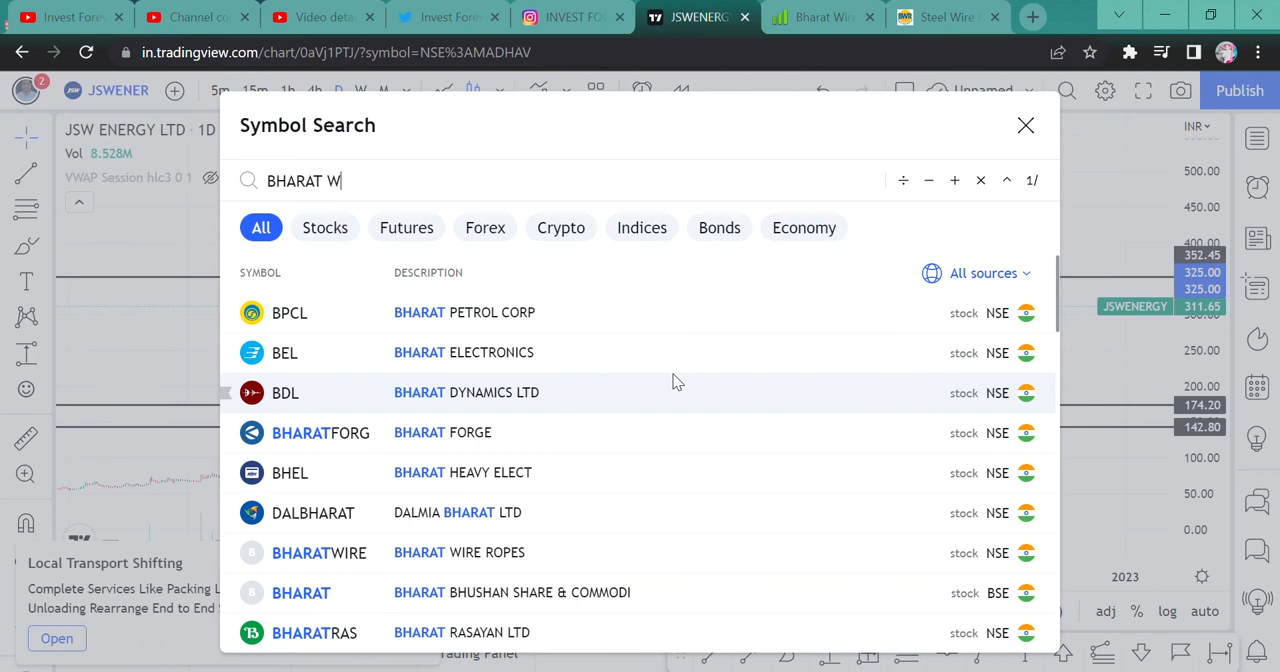 Invest Fore
Channel co
Video deta
Invest Fore
INVEST FO
JSWENERG
Bharat Wir
Steel Wire
in.tradingview.com/chart/0aVj1PTJ/?symbol=NSE%3AMADHAV
2 JSWENER 5m 15m 1h 4h D W M Unnamed Publish
JSW ENERGY LTD · 1D
Vol 8.528M
VWAP Session hlc3 0 1
Symbol Search
BHARAT W
1/
All Stocks Futures Forex Crypto Indices Bonds Economy
SYMBOL DESCRIPTION All sources
BPCL BHARAT PETROL CORP stock NSE
BEL BHARAT ELECTRONICS stock NSE
BDL BHARAT DYNAMICS LTD stock NSE
BHARATFORG BHARAT FORGE stock NSE
BHEL BHARAT HEAVY ELECT stock NSE
DALBHARAT DALMIA BHARAT LTD stock NSE
B BHARATWIRE BHARAT WIRE ROPES stock NSE
B BHARAT BHARAT BHUSHAN SHARE & COMMODI stock BSE
BHARATRAS BHARAT RASAYAN LTD stock NSE
INR
500.00
450.00
400.00
352.45
325.00
325.00
JSWENERGY 311.65
300.00
250.00
200.00
174.20
142.80
100.00
50.00
0.00
2023
adj % log auto
Local Transport Shifting
Complete Services Like Packing L
Unloading Rearrange End to End S
Open
Trading Panel